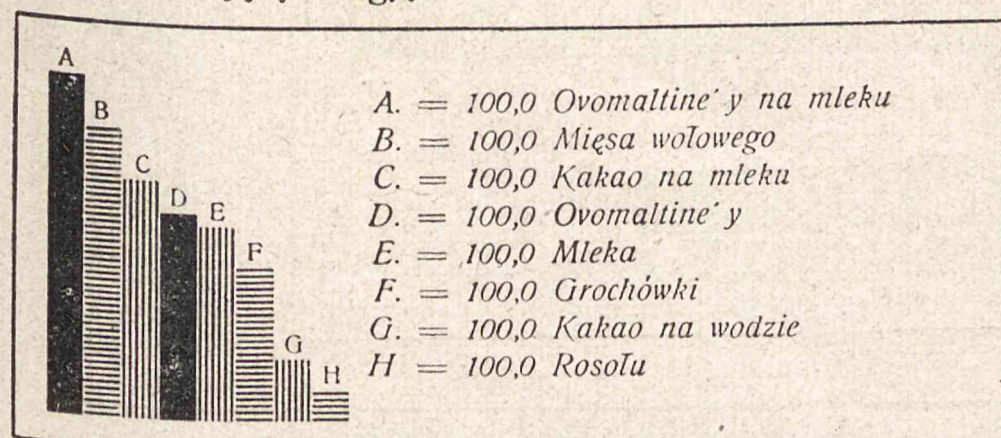 A
B
C
D
E
F
G
H
A. = 100,0 Ovomaltine'y na mleku
B. = 100,0 Mięsa wołowego
C. = 100,0 Kakao na mleku
D. = 100,0 Ovomaltine'y
E. = 100,0 Mleka
F. = 100,0 Grochówki
G. = 100,0 Kakao na wodzie
H = 100,0 Rosołu